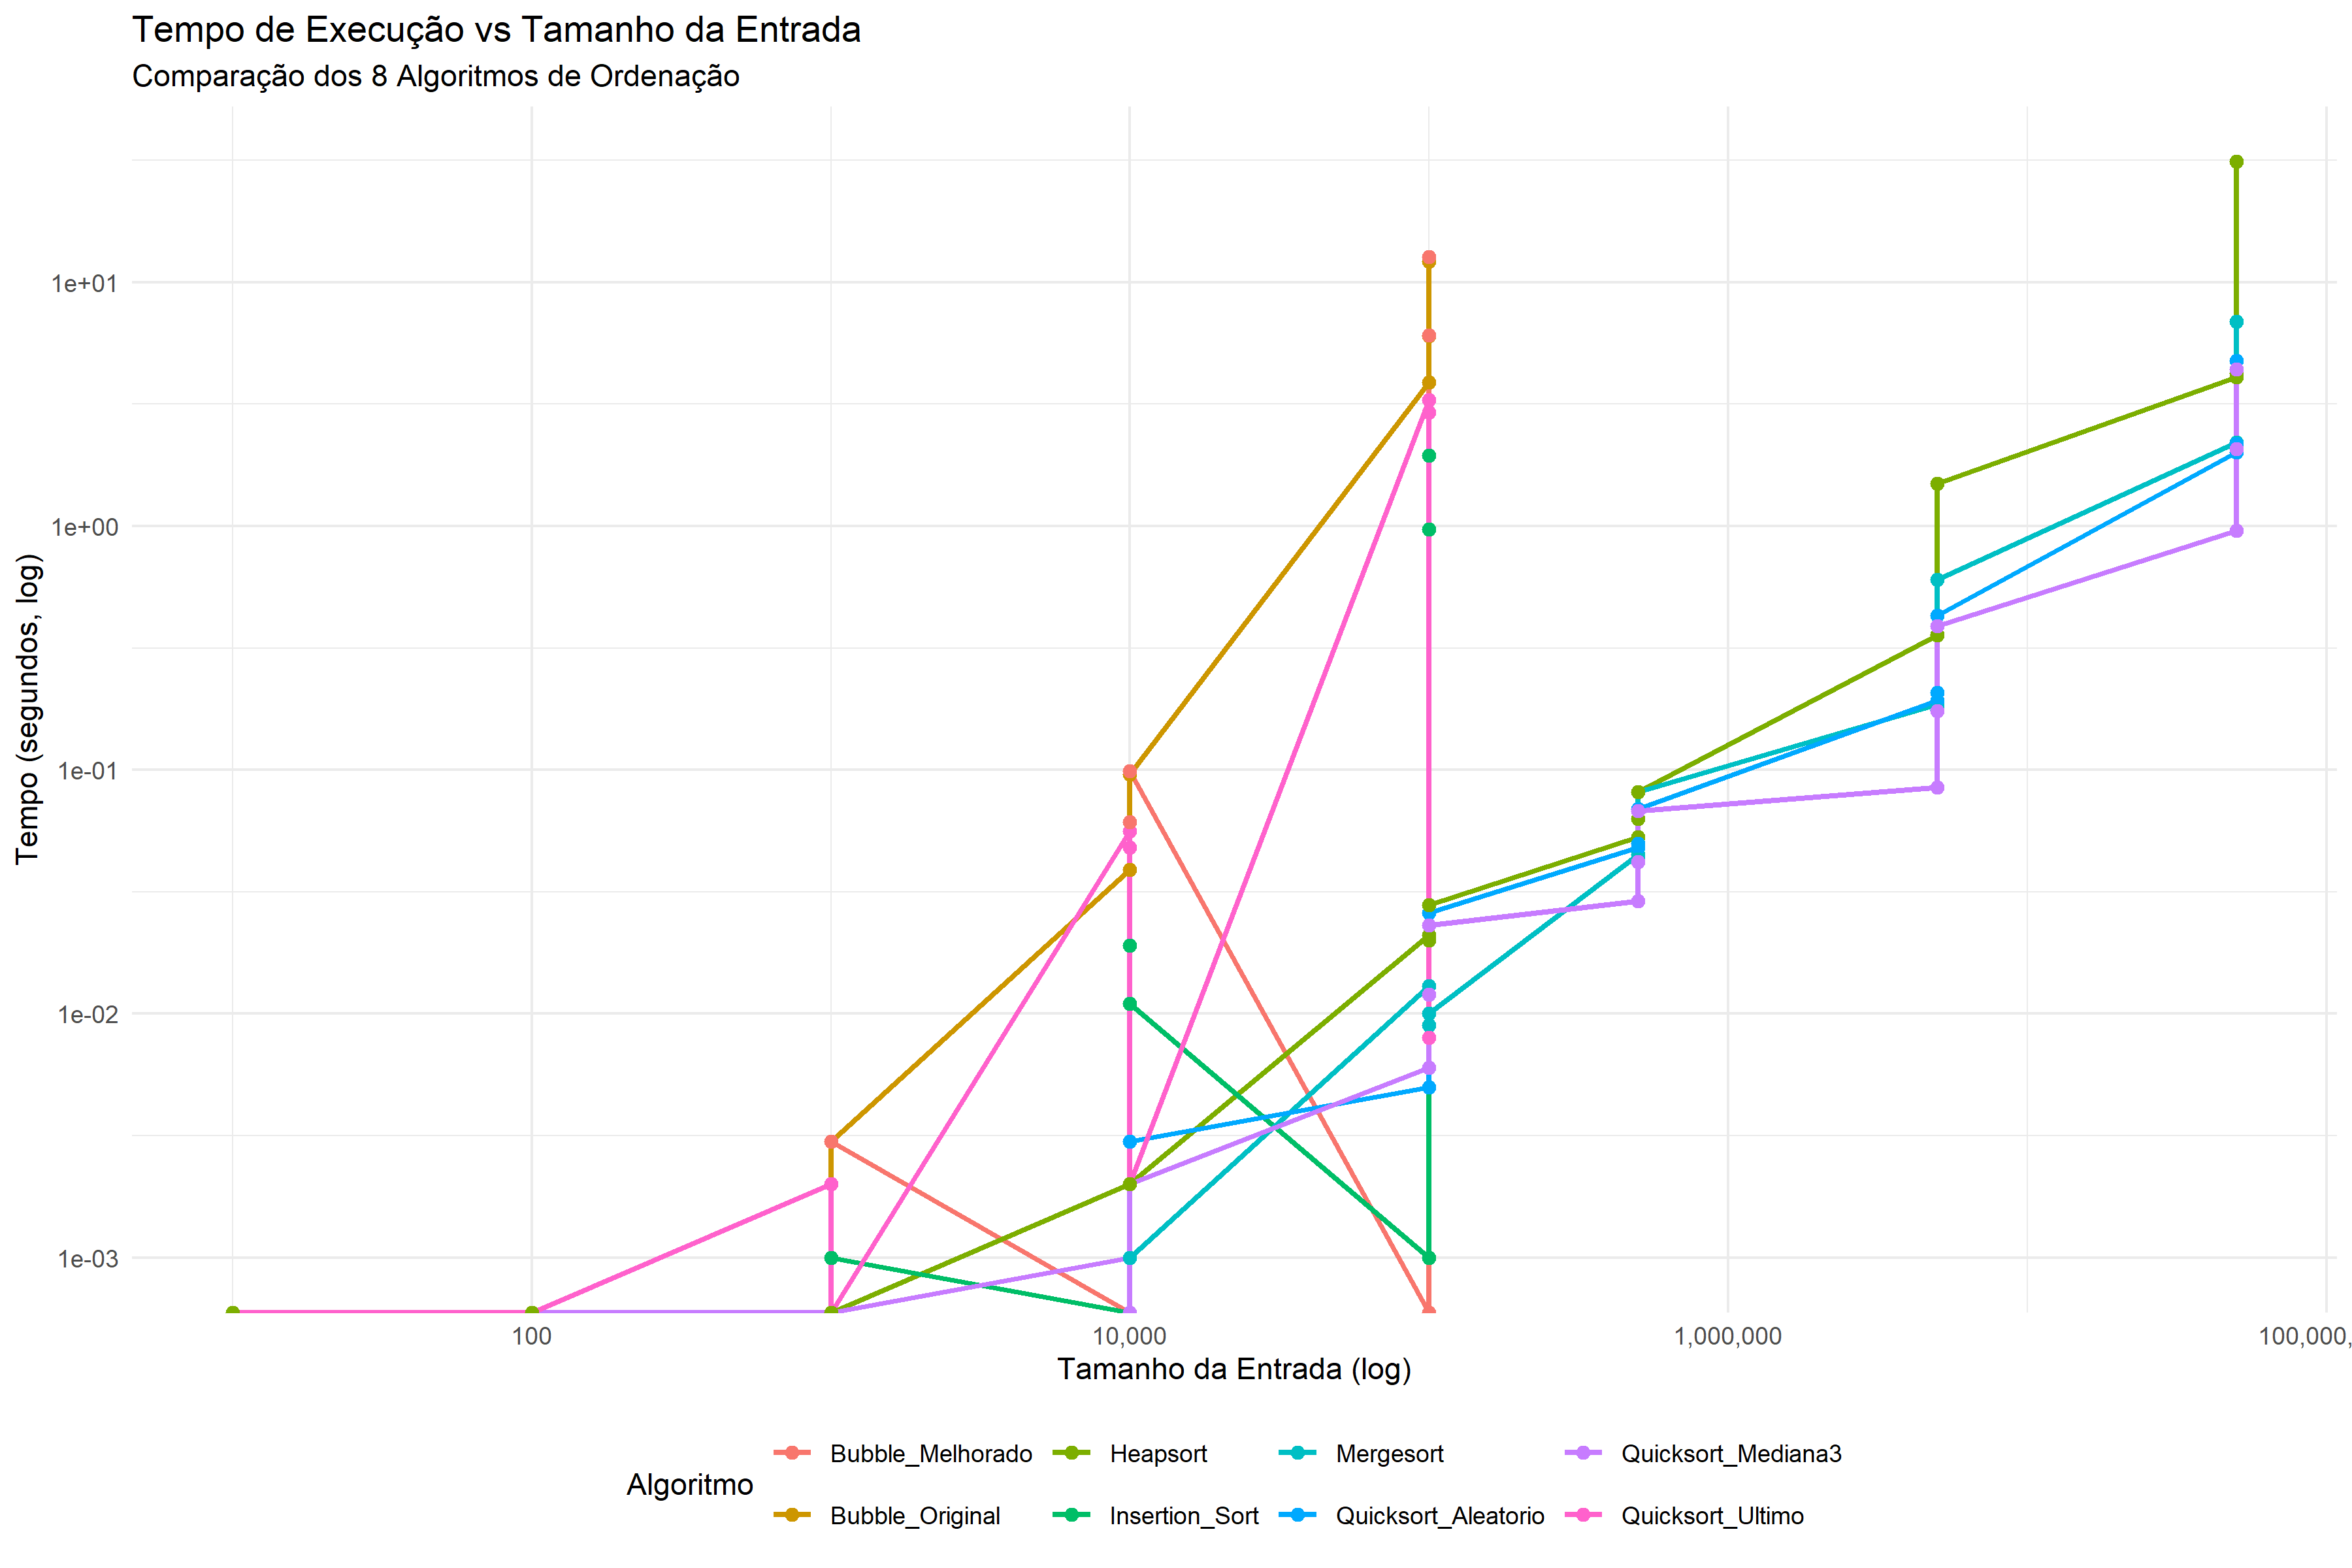 Tempo de Execução vs Tamanho da Entrada
Comparação dos 8 Algoritmos de Ordenação
Tempo (segundos, log)
1e+01
1e+00
1e-01
1e-02
1e-03
100
10,000
1,000,000
100,000,
Tamanho da Entrada (log)
Algoritmo
Bubble_Melhorado
Heapsort
Mergesort
Quicksort_Mediana3
Bubble_Original
Insertion_Sort
Quicksort_Aleatorio
Quicksort_Ultimo